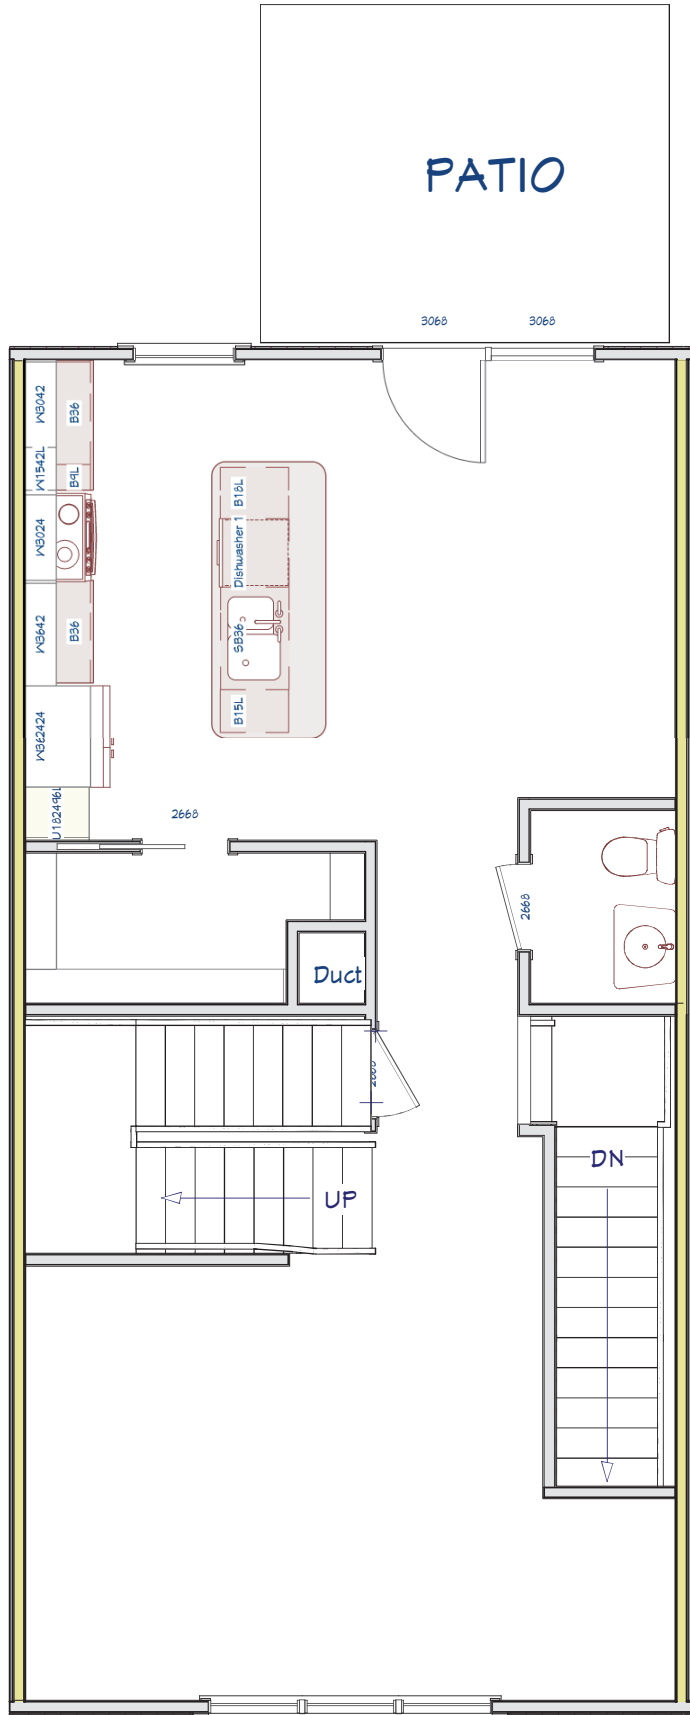 PATIO
3068 3068
W3042 B36
W1542L B9L B18L
W3024 Dishwasher 1
W3642 B36 SB36
W362424 B15L
U182496L
2668
2668
Duct
DN
UP